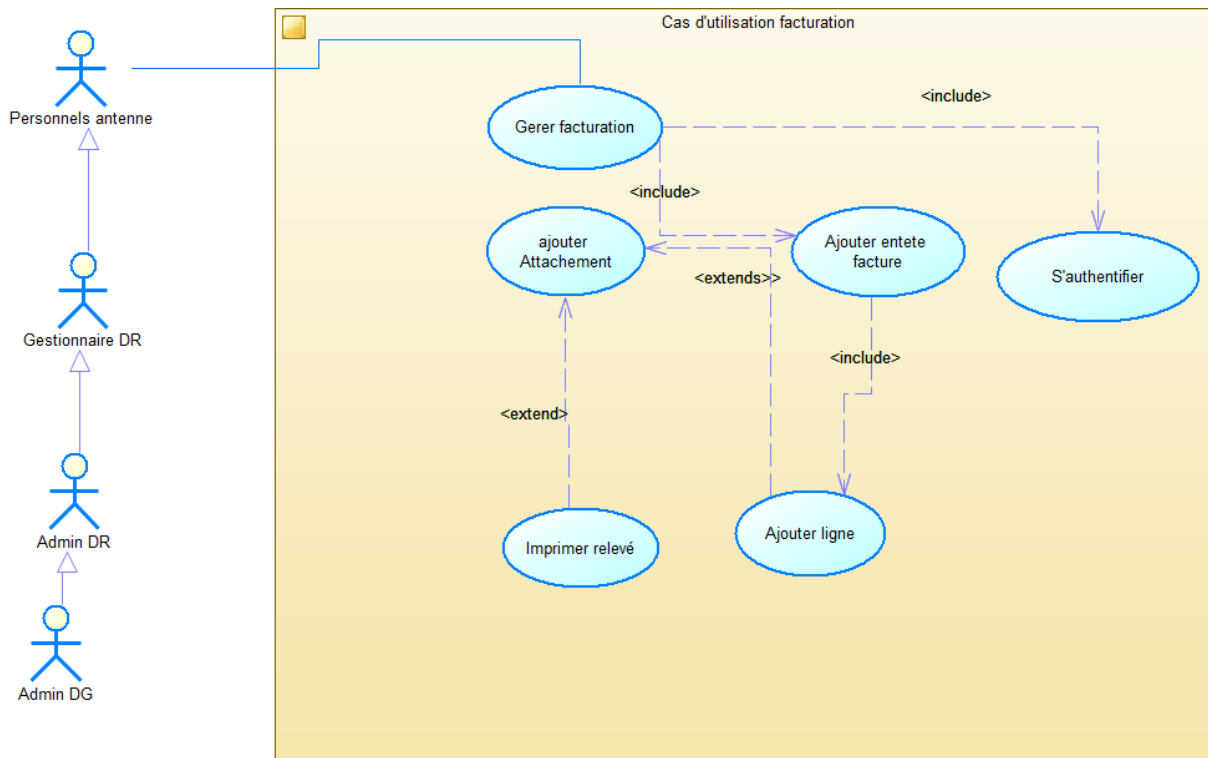 Cas d'utilisation facturation
Personnels antenne
Gerer facturation
<include>
<include>
ajouter
Attachement
Ajouter entete
facture
S'authentifier
<extends>>
Gestionnaire DR
<include>
<extend>
Admin DR
Imprimer relevé
Ajouter ligne
Admin DG